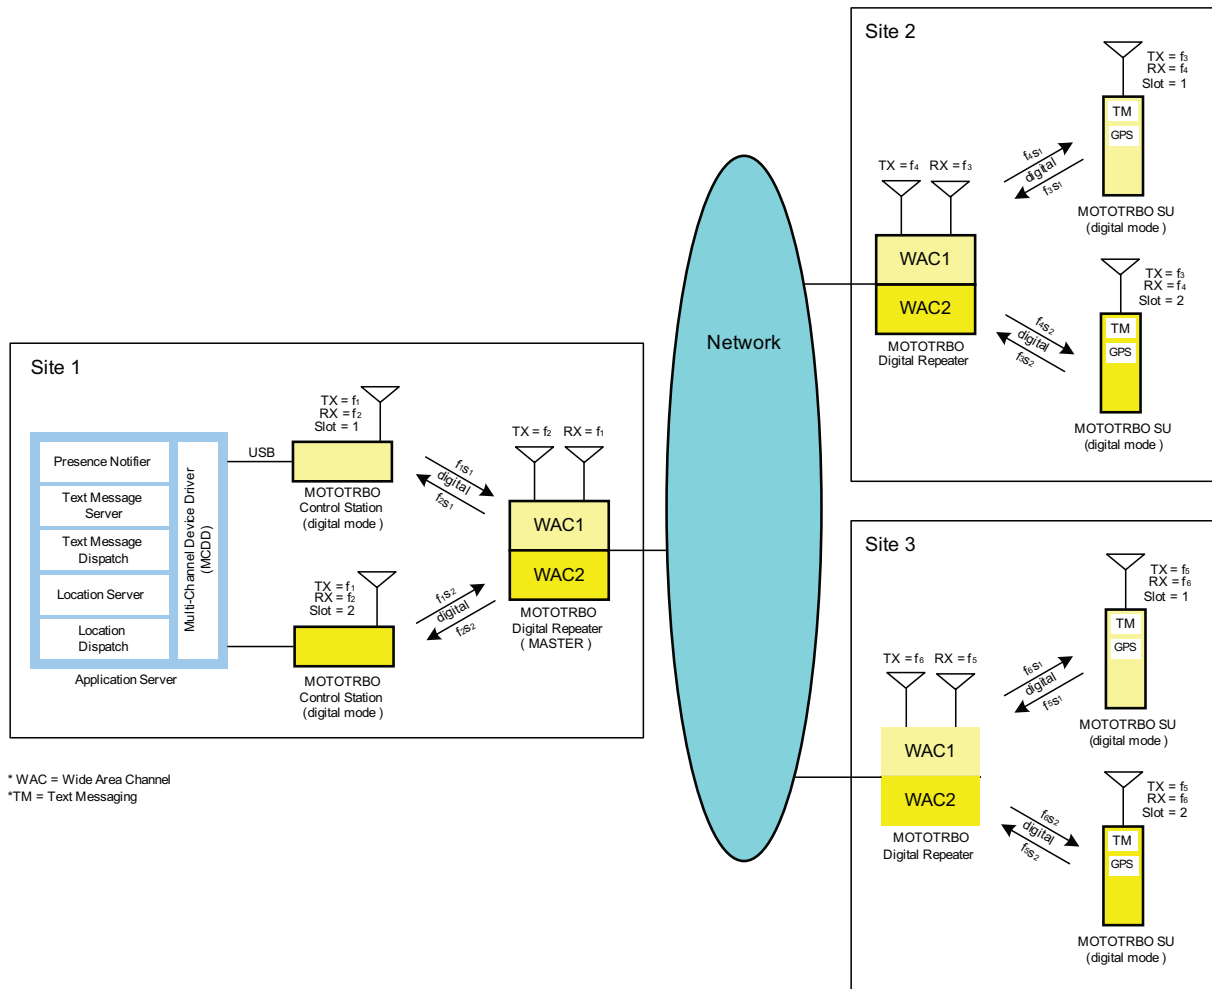 Site 1
Presence Notifier
Text Message
Server
Text Message
Dispatch
Location Server
Location
Dispatch
Multi-Channel Device Driver
(MCDD)
Application Server
USB
TX = f1
RX = f2
Slot = 1
MOTOTRBO
Control Station
(digital mode )
TX = f1
RX = f2
Slot = 2
MOTOTRBO
Control Station
(digital mode )
f1s1
digital
f2s1
f1s2
digital
f2s2
TX = f2
RX = f1
WAC1
WAC2
MOTOTRBO
Digital Repeater
( MASTER )
Network
Site 2
TX = f4
RX = f3
WAC1
WAC2
MOTOTRBO
Digital Repeater
f4s1
digital
f3s1
TX = f3
RX = f4
Slot = 1
TM
GPS
MOTOTRBO SU
(digital mode )
f4s2
digital
f3s2
TX = f3
RX = f4
Slot = 2
TM
GPS
MOTOTRBO SU
(digital mode )
Site 3
TX = f6
RX = f5
WAC1
WAC2
MOTOTRBO
Digital Repeater
f6s1
digital
f5s1
TX = f5
RX = f6
Slot = 1
TM
GPS
MOTOTRBO SU
(digital mode )
f6s2
digital
f5s2
TX = f5
RX = f6
Slot = 2
TM
GPS
MOTOTRBO SU
(digital mode )
* WAC = Wide Area Channel
*TM = Text Messaging